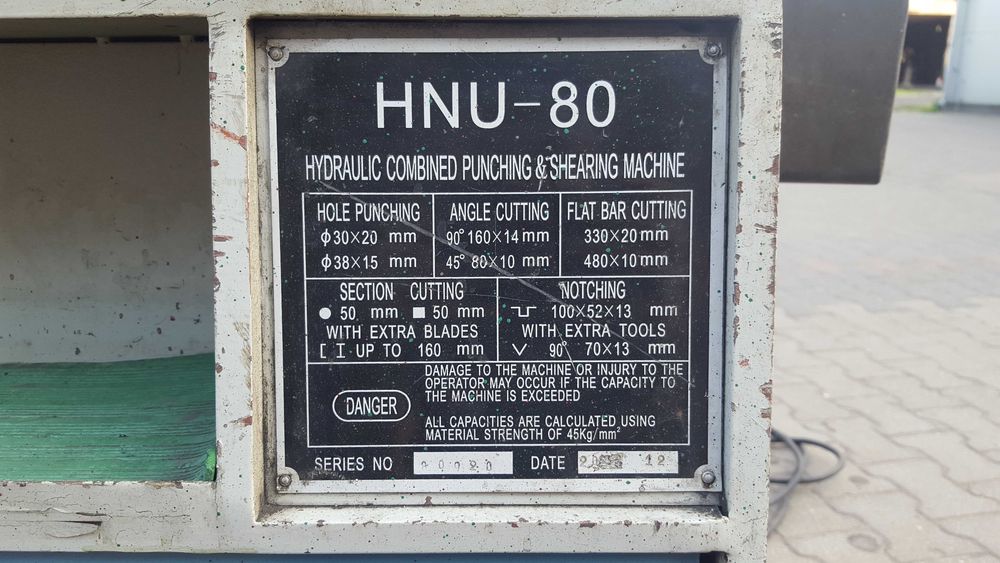 HNU-80
HYDRAULIC COMBINED PUNCHING & SHEARING MACHINE
HOLE PUNCHING
ϕ30×20 mm
ϕ38×15 mm
ANGLE CUTTING
90° 160×14 mm
45° 80×10 mm
FLAT BAR CUTTING
330×20 mm
480×10 mm
SECTION CUTTING
● 50 mm ■ 50 mm
WITH EXTRA BLADES
[ I UP TO 160 mm
NOTCHING
100×52×13 mm
WITH EXTRA TOOLS
90° 70×13 mm
DANGER
DAMAGE TO THE MACHINE OR INJURY TO THE
OPERATOR MAY OCCUR IF THE CAPACITY TO
THE MACHINE IS EXCEEDED
ALL CAPACITIES ARE CALCULATED USING
MATERIAL STRENGTH OF 45Kg/mm²
SERIES NO
DATE 12